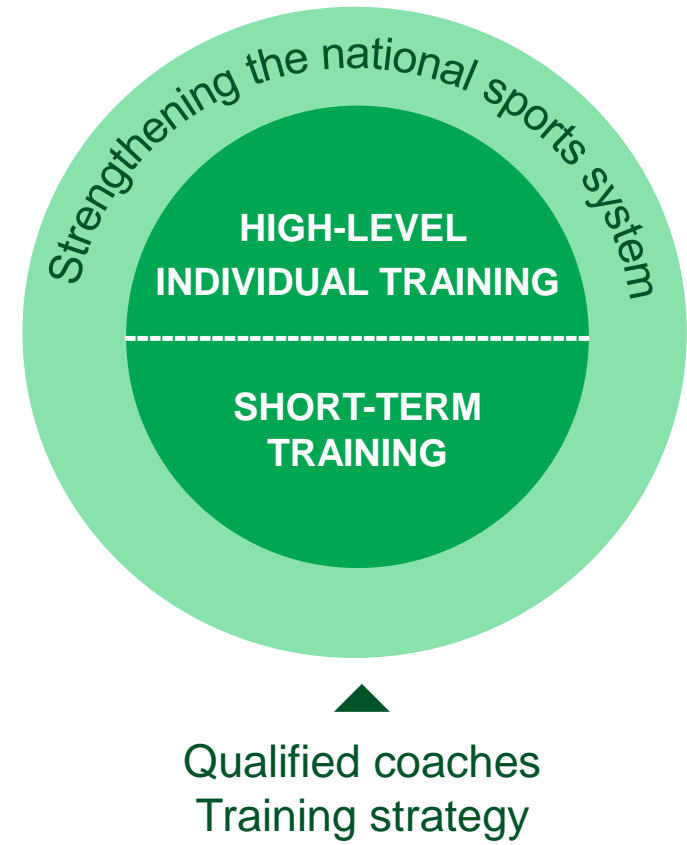 Strengthening the national sports system
HIGH-LEVEL
INDIVIDUAL TRAINING
SHORT-TERM
TRAINING
Qualified coaches
Training strategy